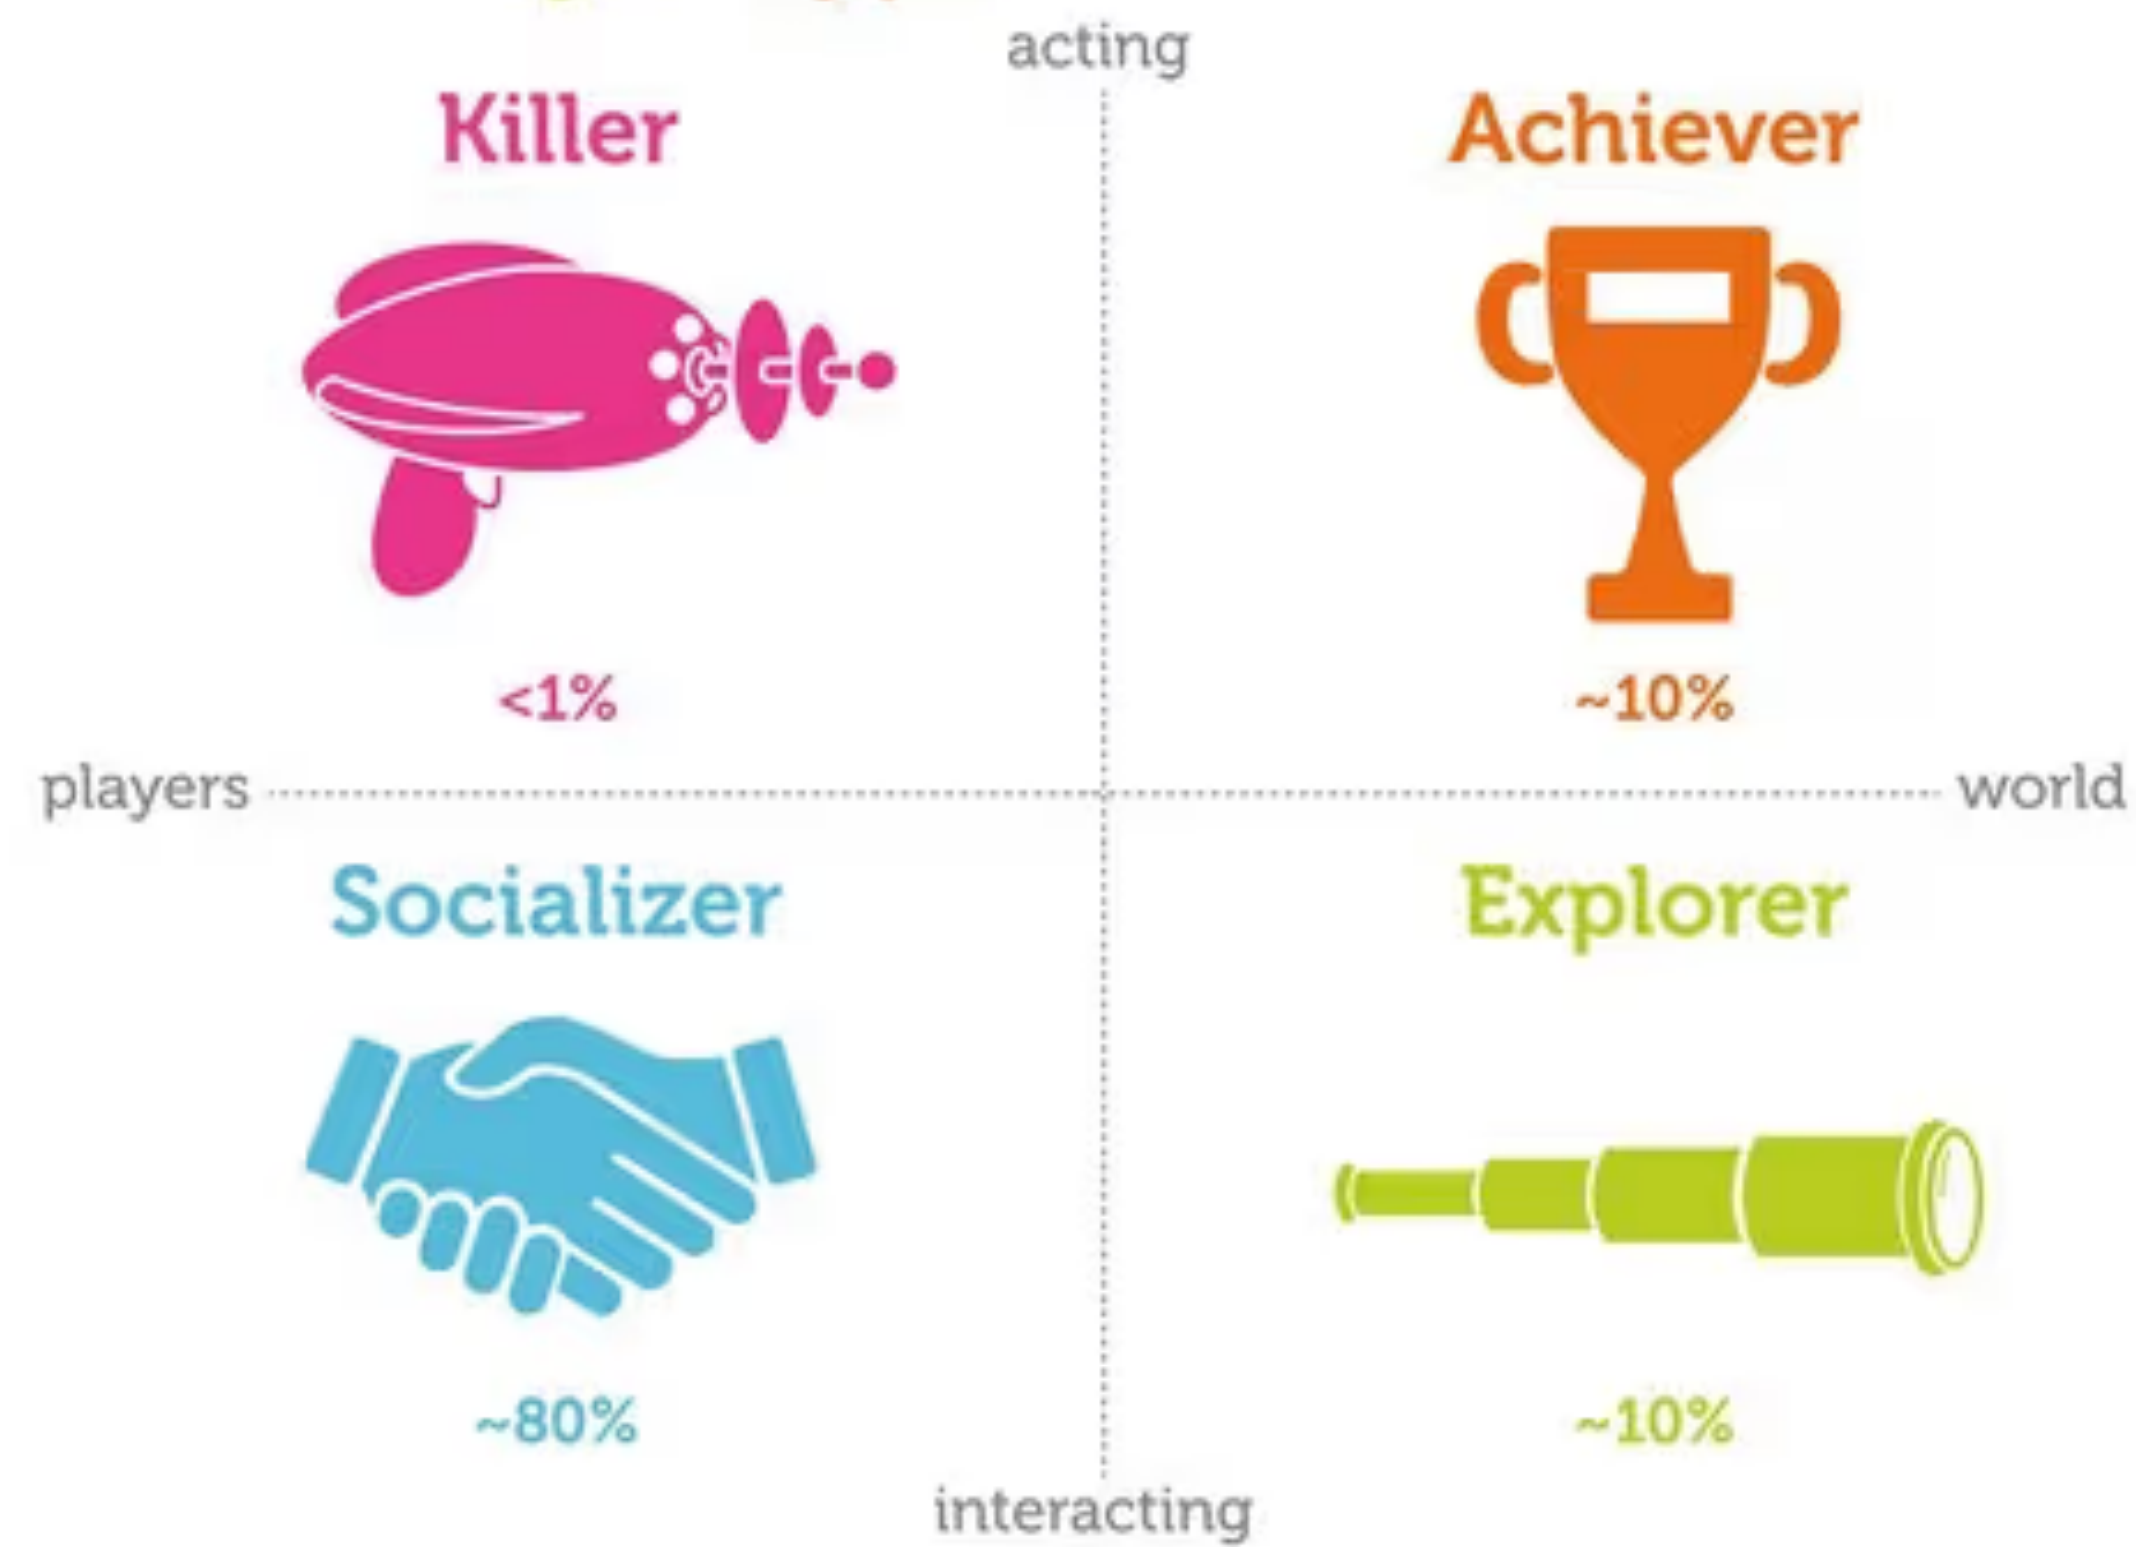 acting
Killer
Achiever
<1%
~10%
players
world
Socializer
Explorer
~80%
~10%
interacting